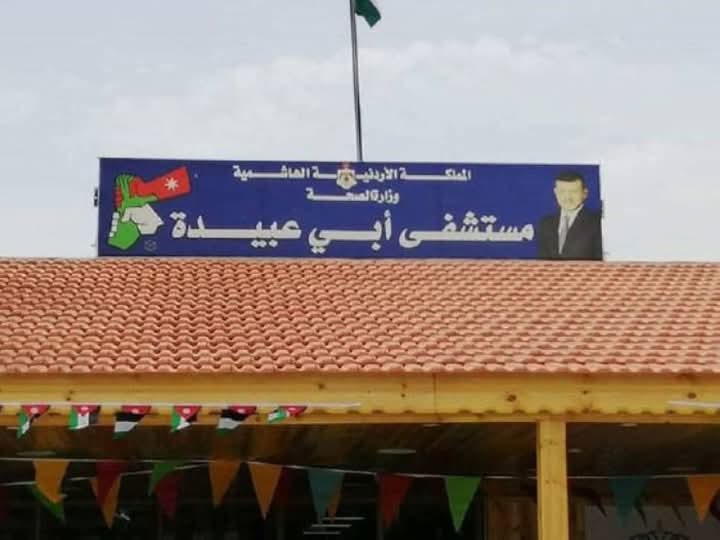 المملكة الأردنية الهاشمية
وزارة الصحة
مستشفى أبي عبيدة